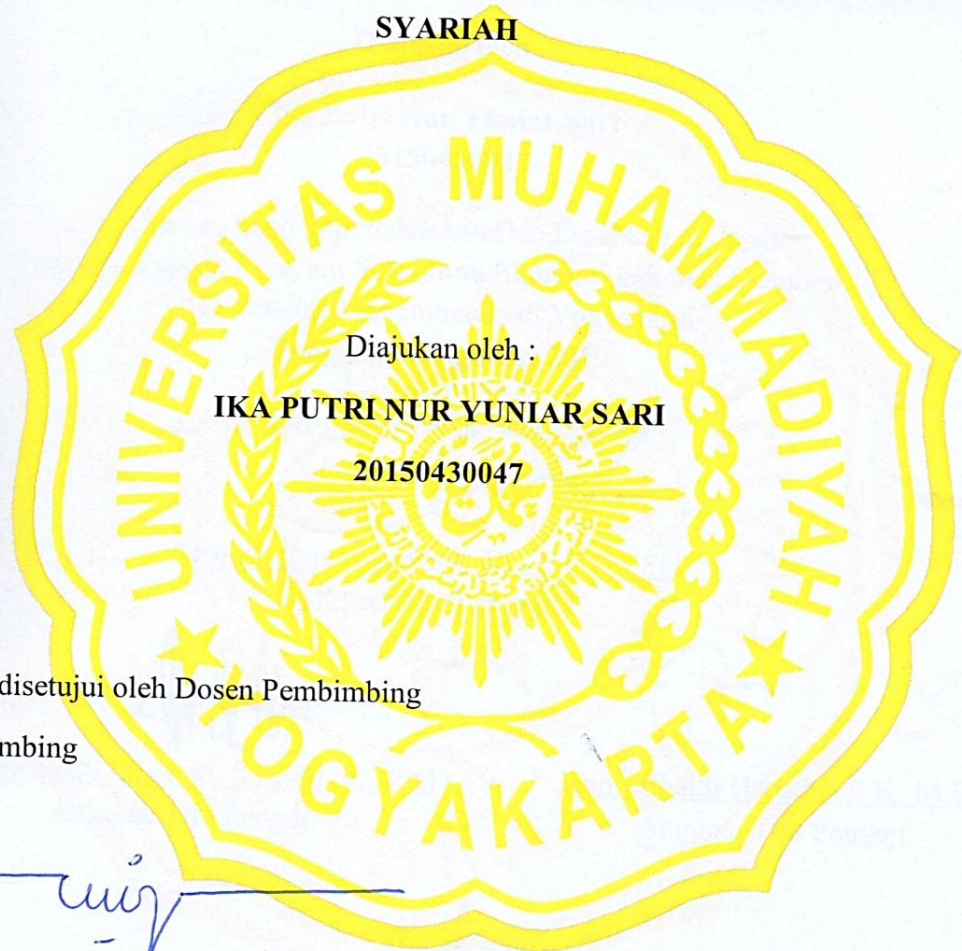 SYARIAH
UNIVERSITAS MUHAMMADIYAH
Diajukan oleh :
IKA PUTRI NUR YUNIAR SARI
20150430047
disetujui oleh Dosen Pembimbing
mbing
YOGYAKARTA